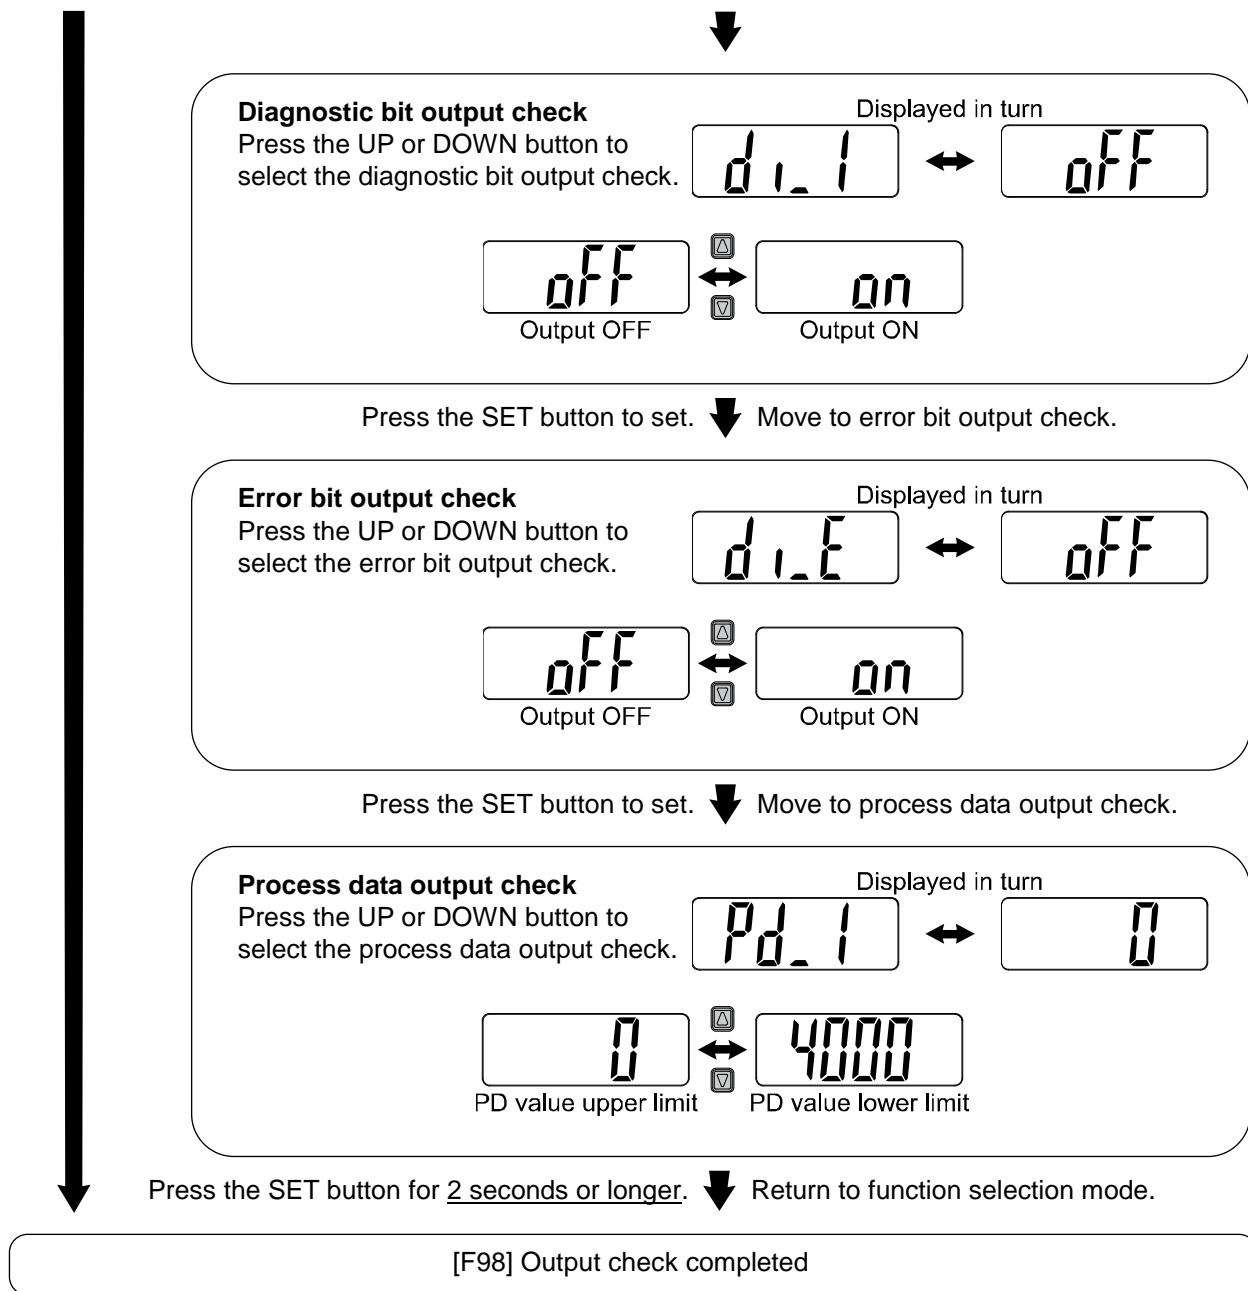 Diagnostic bit output check
Press the UP or DOWN button to
select the diagnostic bit output check.
Displayed in turn
di_1
oFF
oFF
on
Output OFF
Output ON
Press the SET button to set.
Move to error bit output check.
Error bit output check
Press the UP or DOWN button to
select the error bit output check.
Displayed in turn
di_E
oFF
oFF
on
Output OFF
Output ON
Press the SET button to set.
Move to process data output check.
Process data output check
Press the UP or DOWN button to
select the process data output check.
Displayed in turn
Pd_1
0
0
4000
PD value upper limit
PD value lower limit
Press the SET button for 2 seconds or longer.
Return to function selection mode.
[F98] Output check completed